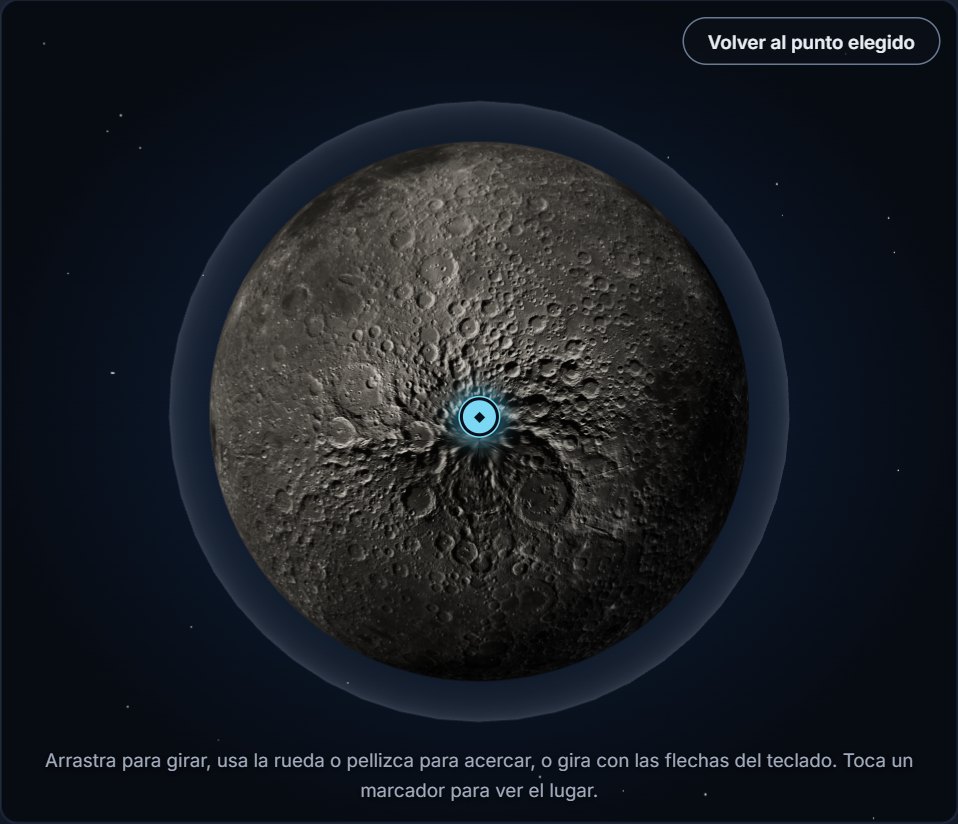 Volver al punto elegido
Arrastra para girar, usa la rueda o pellizca para acercar, o gira con las flechas del teclado. Toca un
marcador para ver el lugar.